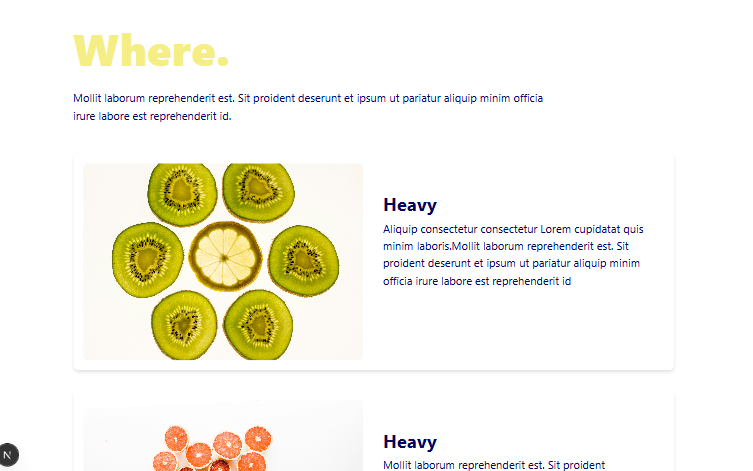 Where.
Mollit laborum reprehenderit est. Sit proident deserunt et ipsum ut pariatur aliquip minim officia
irure labore est reprehenderit id.
Heavy
Aliquip consectetur consectetur Lorem cupidatat quis
minim laboris.Mollit laborum reprehenderit est. Sit
proident deserunt et ipsum ut pariatur aliquip minim
officia irure labore est reprehenderit id
Heavy
Mollit laborum reprehenderit est. Sit proident
N